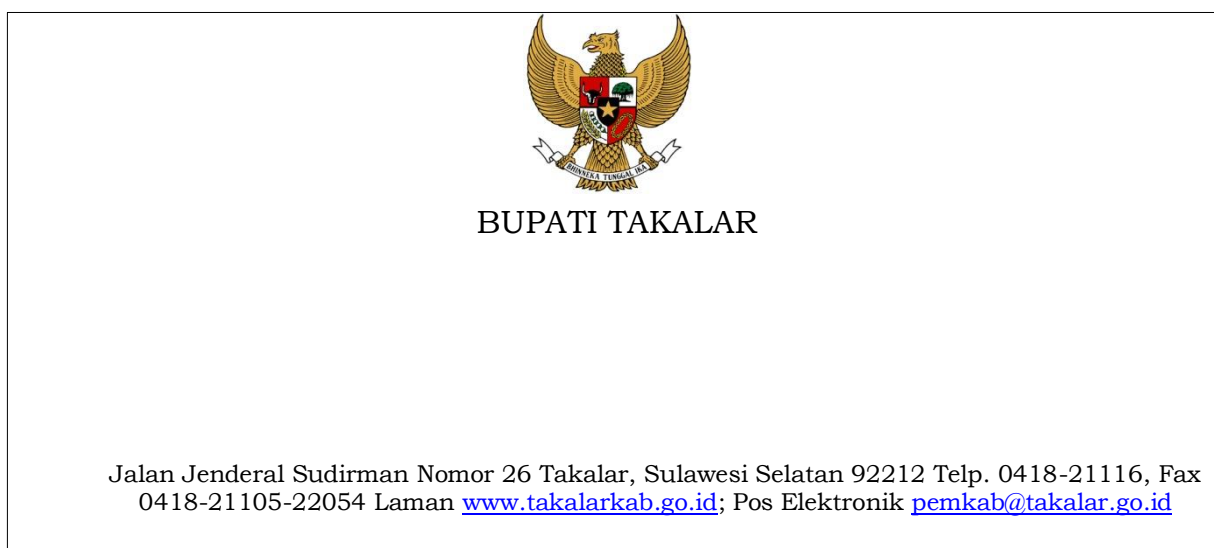 BHINNEKA TUNGGAL IKA
BUPATI TAKALAR
Jalan Jenderal Sudirman Nomor 26 Takalar, Sulawesi Selatan 92212 Telp. 0418-21116, Fax
0418-21105-22054 Laman www.takalarkab.go.id; Pos Elektronik pemkab@takalar.go.id